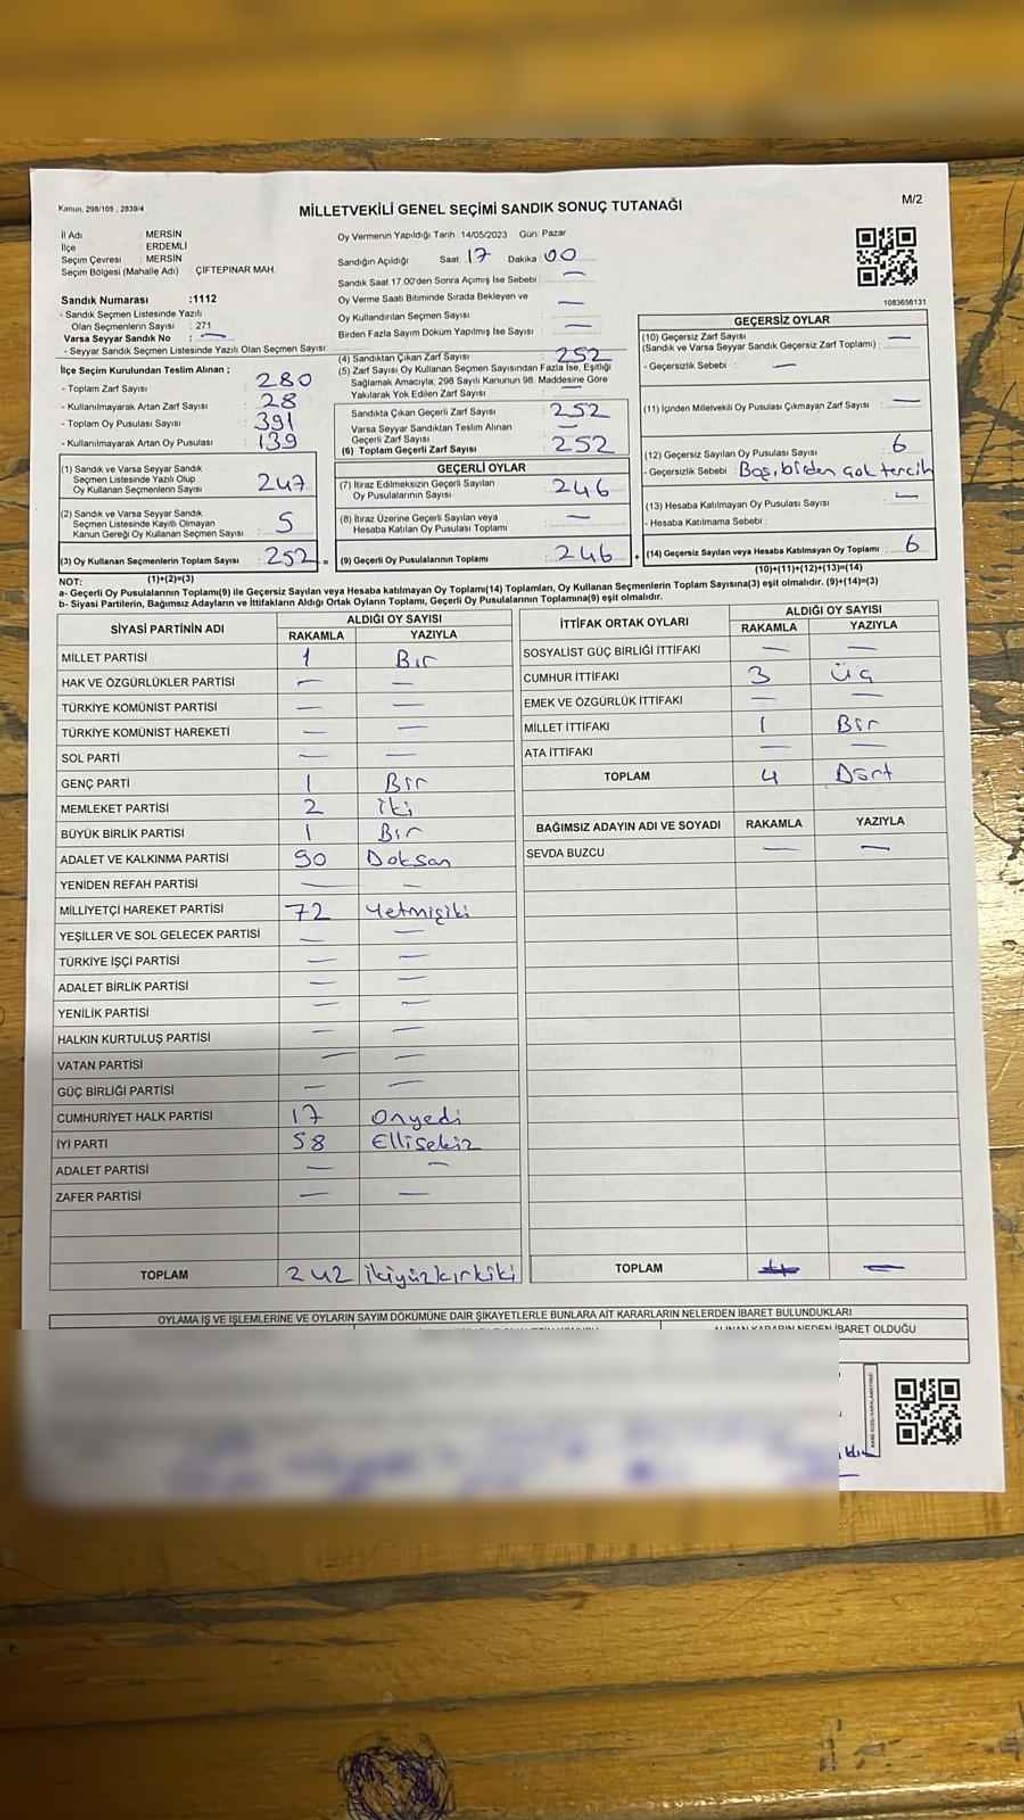 Kanun, 298/105 , 2839/4
MİLLETVEKİLİ GENEL SEÇİMİ SANDIK SONUÇ TUTANAĞI
M/2
İl Adı : MERSİN
İlçe : ERDEMLİ
Seçim Çevresi : MERSİN
Seçim Bölgesi (Mahalle Adı) ÇİFTEPINAR MAH.
Sandık Numarası :1112
- Sandık Seçmen Listesinde Yazılı
Olan Seçmenlerin Sayısı : 271
Varsa Seyyar Sandık No : —
- Seyyar Sandık Seçmen Listesinde Yazılı Olan Seçmen Sayısı:
İlçe Seçim Kurulundan Teslim Alınan ;
- Toplam Zarf Sayısı 280
- Kullanılmayarak Artan Zarf Sayısı 28
- Toplam Oy Pusulası Sayısı 391
- Kullanılmayarak Artan Oy Pusulası 139
(1) Sandık ve Varsa Seyyar Sandık
Seçmen Listesinde Yazılı Olup
Oy Kullanan Seçmenlerin Sayısı 247
(2) Sandık ve Varsa Seyyar Sandık
Seçmen Listesinde Kayıtlı Olmayan
Kanun Gereği Oy Kullanan Seçmen Sayısı 5
(3) Oy Kullanan Seçmenlerin Toplam Sayısı 252 =
(1)+(2)=(3)
Oy Vermenin Yapıldığı Tarih :14/05/2023 Gün: Pazar
Sandığın Açıldığı Saat 17 Dakika 00
Sandık Saat 17.00'den Sonra Açımış İse Sebebi : —
Oy Verme Saati Bitiminde Sırada Bekleyen ve
Oy Kullandırılan Seçmen Sayısı —
Birden Fazla Sayım Döküm Yapılmış İse Sayısı —
(4) Sandıktan Çıkan Zarf Sayısı 252
(5) Zarf Sayısı Oy Kullanan Seçmen Sayısından Fazla İse, Eşitliği
Sağlamak Amacıyla, 298 Sayılı Kanunun 98. Maddesine Göre
Yakılarak Yok Edilen Zarf Sayısı —
Sandıkta Çıkan Geçerli Zarf Sayısı 252
Varsa Seyyar Sandıktan Teslim Alınan
Geçerli Zarf Sayısı —
(6) Toplam Geçerli Zarf Sayısı 252
GEÇERLİ OYLAR
(7) İtiraz Edilmeksizin Geçerli Sayılan
Oy Pusulalarının Sayısı 246
(8) İtiraz Üzerine Geçerli Sayılan veya
Hesaba Katılan Oy Pusulası Toplamı —
(9) Geçerli Oy Pusulalarının Toplamı 246 +
1083656131
GEÇERSİZ OYLAR
(10) Geçersiz Zarf Sayısı
(Sandık ve Varsa Seyyar Sandık Geçersiz Zarf Toplamı) : —
- Geçersizlik Sebebi : —
(11) İçinden Milletvekili Oy Pusulası Çıkmayan Zarf Sayısı : —
(12) Geçersiz Sayılan Oy Pusulası Sayısı 6
- Geçersizlik Sebebi Boş, birden çok tercih
(13) Hesaba Katılmayan Oy Pusulası Sayısı : —
- Hesaba Katılmama Sebebi :
(14) Geçersiz Sayılan veya Hesaba Katılmayan Oy Toplamı : 6
(10)+(11)+(12)+(13)=(14)
NOT:
a- Geçerli Oy Pusulalarının Toplamı(9) ile Geçersiz Sayılan veya Hesaba katılmayan Oy Toplamı(14) Toplamları, Oy Kullanan Seçmenlerin Toplam Sayısına(3) eşit olmalıdır. (9)+(14)=(3)
b- Siyasi Partilerin, Bağımsız Adayların ve İttifakların Aldığı Ortak Oyların Toplamı, Geçerli Oy Pusulalarının Toplamına(9) eşit olmalıdır.
SİYASİ PARTİNİN ADI ALDIĞI OY SAYISI
RAKAMLA YAZIYLA
MİLLET PARTİSİ 1 Bir
HAK VE ÖZGÜRLÜKLER PARTİSİ — —
TÜRKİYE KOMÜNİST PARTİSİ — —
TÜRKİYE KOMÜNİST HAREKETİ — —
SOL PARTİ — —
GENÇ PARTİ 1 Bir
MEMLEKET PARTİSİ 2 İki
BÜYÜK BİRLİK PARTİSİ 1 Bir
ADALET VE KALKINMA PARTİSİ 90 Doksan
YENİDEN REFAH PARTİSİ — —
MİLLİYETÇİ HAREKET PARTİSİ 72 Yetmişiki
YEŞİLLER VE SOL GELECEK PARTİSİ — —
TÜRKİYE İŞÇİ PARTİSİ — —
ADALET BİRLİK PARTİSİ — —
YENİLİK PARTİSİ — —
HALKIN KURTULUŞ PARTİSİ — —
VATAN PARTİSİ — —
GÜÇ BİRLİĞİ PARTİSİ — —
CUMHURİYET HALK PARTİSİ 17 Onyedi
İYİ PARTİ 58 Ellisekiz
ADALET PARTİSİ — —
ZAFER PARTİSİ — —
TOPLAM 242 ikiyüzkırkiki
İTTİFAK ORTAK OYLARI ALDIĞI OY SAYISI
RAKAMLA YAZIYLA
SOSYALİST GÜÇ BİRLİĞİ İTTİFAKI — —
CUMHUR İTTİFAKI 3 Üç
EMEK VE ÖZGÜRLÜK İTTİFAKI — —
MİLLET İTTİFAKI 1 Bir
ATA İTTİFAKI — —
TOPLAM 4 Dört
BAĞIMSIZ ADAYIN ADI VE SOYADI RAKAMLA YAZIYLA
SEVDA BUZCU — —
TOPLAM —
OYLAMA İŞ VE İŞLEMLERİNE VE OYLARIN SAYIM DÖKÜMÜNE DAİR ŞİKAYETLERLE BUNLARA AİT KARARLARIN NELERDEN İBARET BULUNDUKLARI
ALINAN KARARIN NEDEN İBARET OLDUĞU